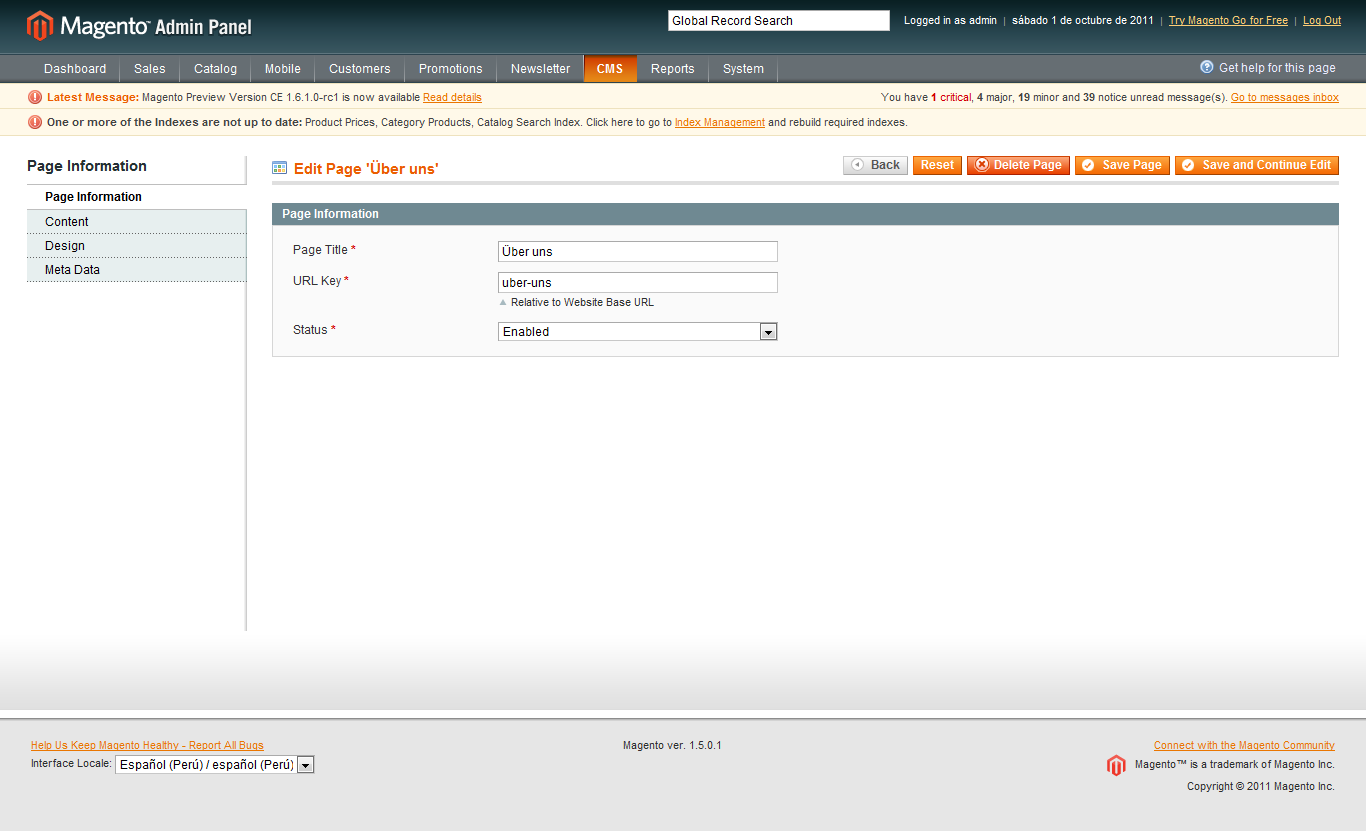 Magento™ Admin Panel
Global Record Search
Logged in as admin | sábado 1 de octubre de 2011 | Try Magento Go for Free | Log Out
Dashboard Sales Catalog Mobile Customers Promotions Newsletter CMS Reports System Get help for this page
Latest Message: Magento Preview Version CE 1.6.1.0-rc1 is now available Read details
You have 1 critical, 4 major, 19 minor and 39 notice unread message(s). Go to messages inbox
One or more of the Indexes are not up to date: Product Prices, Category Products, Catalog Search Index. Click here to go to Index Management and rebuild required indexes.
Page Information
Page Information
Content
Design
Meta Data
Edit Page 'Über uns'
Back Reset Delete Page Save Page Save and Continue Edit
Page Information
Page Title * Über uns
URL Key * uber-uns
Relative to Website Base URL
Status * Enabled
Help Us Keep Magento Healthy - Report All Bugs
Interface Locale: Español (Perú) / español (Perú)
Magento ver. 1.5.0.1
Connect with the Magento Community
Magento™ is a trademark of Magento Inc.
Copyright © 2011 Magento Inc.